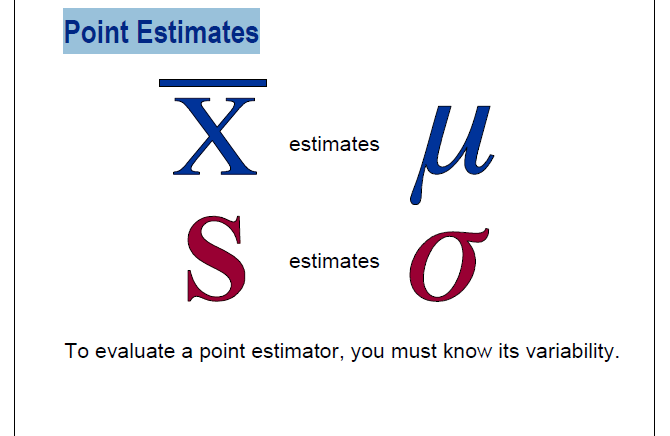 Point Estimates
x̅ estimates μ
s estimates σ
To evaluate a point estimator, you must know its variability.